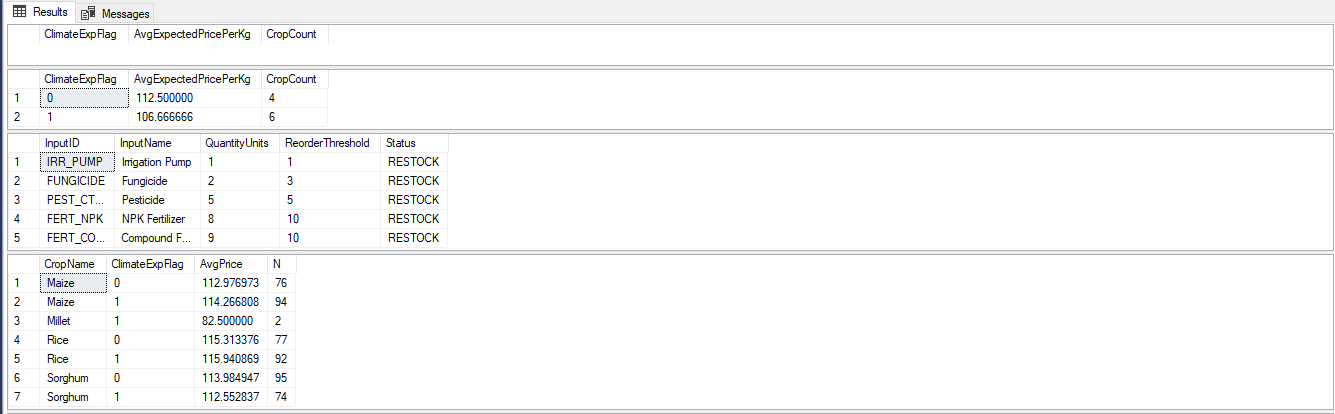 Results Messages
ClimateExpFlag AvgExpectedPricePerKg CropCount
ClimateExpFlag AvgExpectedPricePerKg CropCount
1 0 112.500000 4
2 1 106.666666 6
InputID InputName QuantityUnits ReorderThreshold Status
1 IRR_PUMP Irrigation Pump 1 1 RESTOCK
2 FUNGICIDE Fungicide 2 3 RESTOCK
3 PEST_CT... Pesticide 5 5 RESTOCK
4 FERT_NPK NPK Fertilizer 8 10 RESTOCK
5 FERT_CO... Compound F... 9 10 RESTOCK
CropName ClimateExpFlag AvgPrice N
1 Maize 0 112.976973 76
2 Maize 1 114.266808 94
3 Millet 1 82.500000 2
4 Rice 0 115.313376 77
5 Rice 1 115.940869 92
6 Sorghum 0 113.984947 95
7 Sorghum 1 112.552837 74